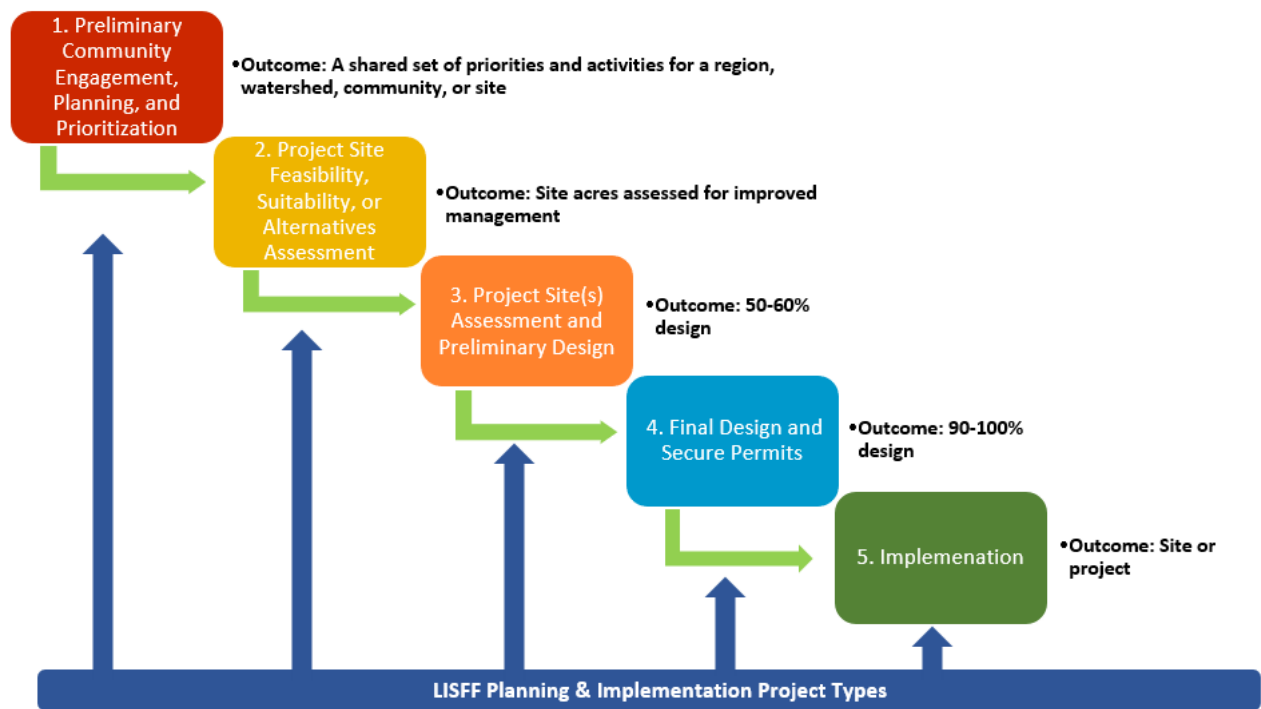 1. Preliminary
Community
Engagement,
Planning, and
Prioritization
•Outcome: A shared set of priorities and activities for a region,
watershed, community, or site
2. Project Site
Feasibility,
Suitability, or
Alternatives
Assessment
•Outcome: Site acres assessed for improved
management
3. Project Site(s)
Assessment and
Preliminary Design
•Outcome: 50-60%
design
4. Final Design and
Secure Permits
•Outcome: 90-100%
design
5. Implemenation
•Outcome: Site or
project
LISFF Planning & Implementation Project Types